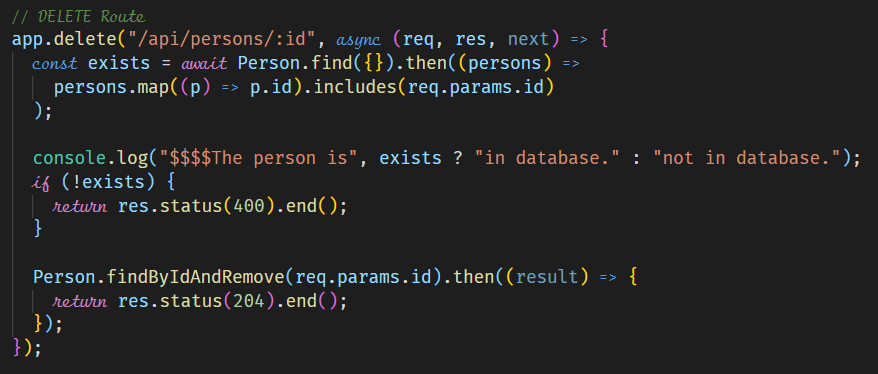 // DELETE Route
app.delete("/api/persons/:id", async (req, res, next) => {
  const exists = await Person.find({}).then((persons) =>
    persons.map((p) => p.id).includes(req.params.id)
  );

  console.log("$$$$The person is", exists ? "in database." : "not in database.");
  if (!exists) {
    return res.status(400).end();
  }

  Person.findByIdAndRemove(req.params.id).then((result) => {
    return res.status(204).end();
  });
});